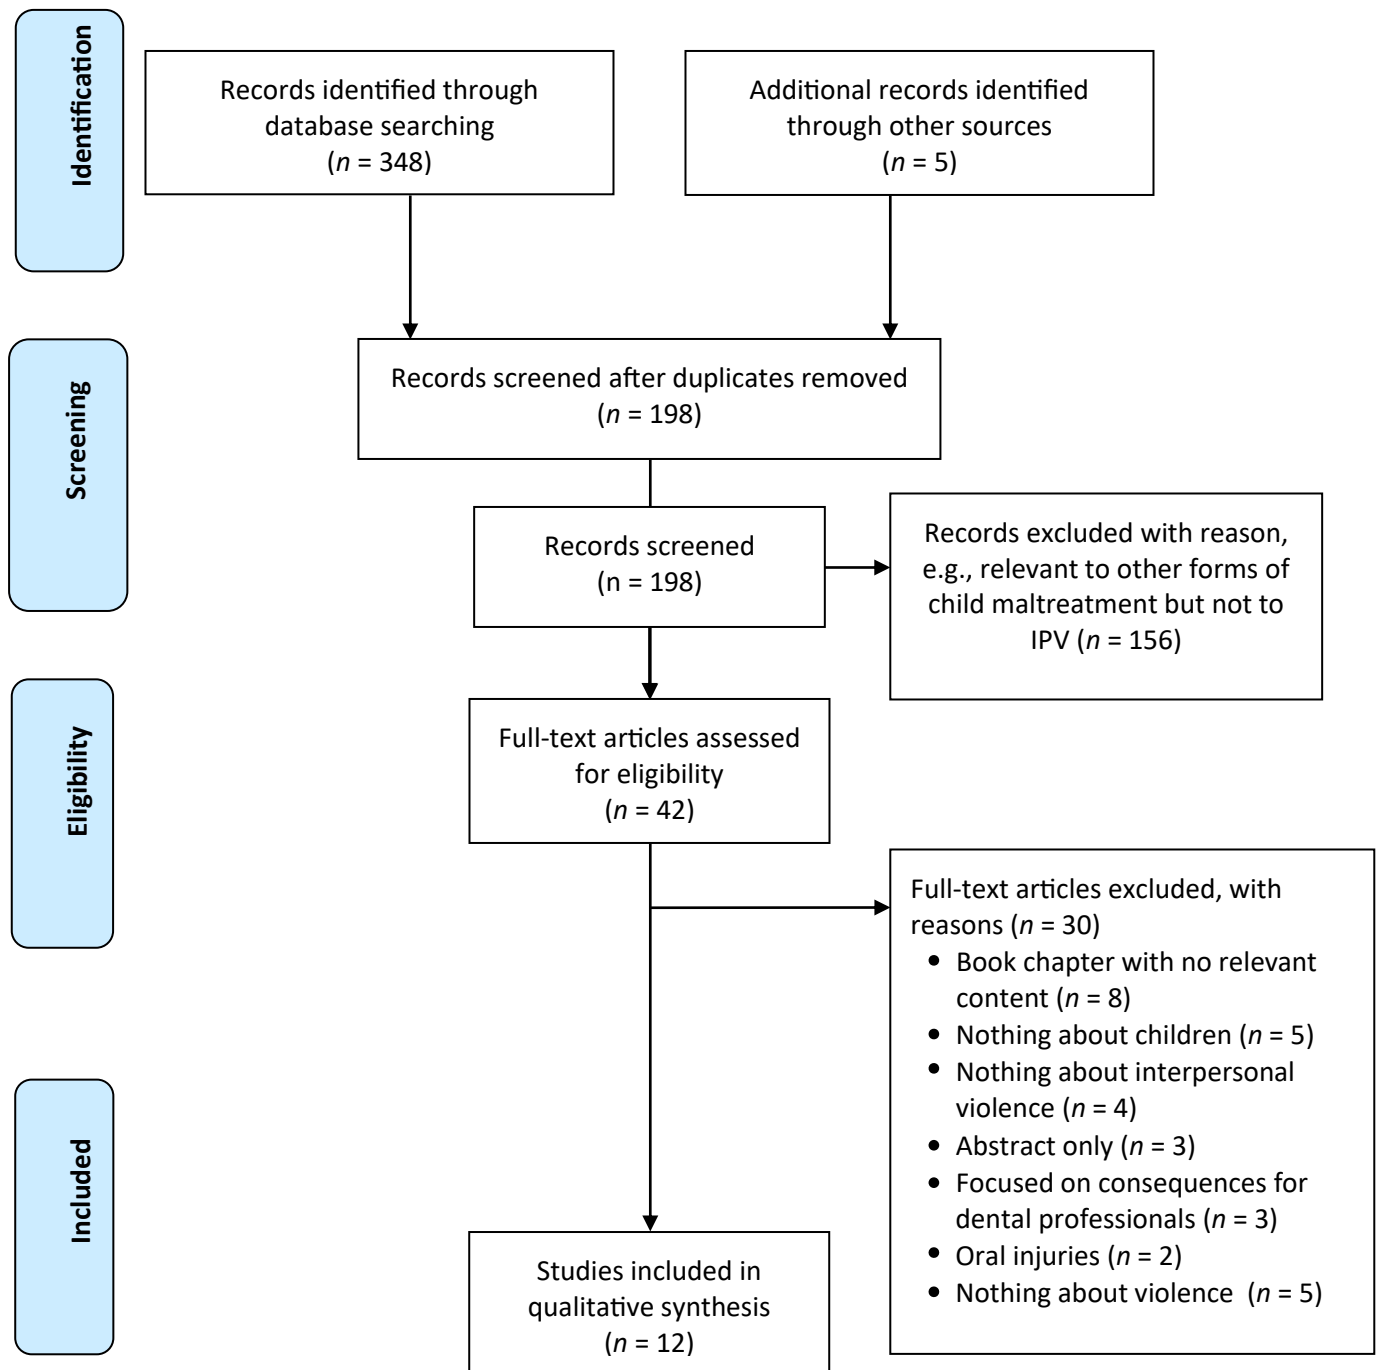 Identification
Records identified through
database searching
(n = 348)
Additional records identified
through other sources
(n = 5)
Screening
Records screened after duplicates removed
(n = 198)
Records screened
(n = 198)
Records excluded with reason,
e.g., relevant to other forms of
child maltreatment but not to
IPV (n = 156)
Eligibility
Full-text articles assessed
for eligibility
(n = 42)
Full-text articles excluded, with
reasons (n = 30)
• Book chapter with no relevant
content (n = 8)
• Nothing about children (n = 5)
• Nothing about interpersonal
violence (n = 4)
• Abstract only (n = 3)
• Focused on consequences for
dental professionals (n = 3)
• Oral injuries (n = 2)
• Nothing about violence (n = 5)
Included
Studies included in
qualitative synthesis
(n = 12)